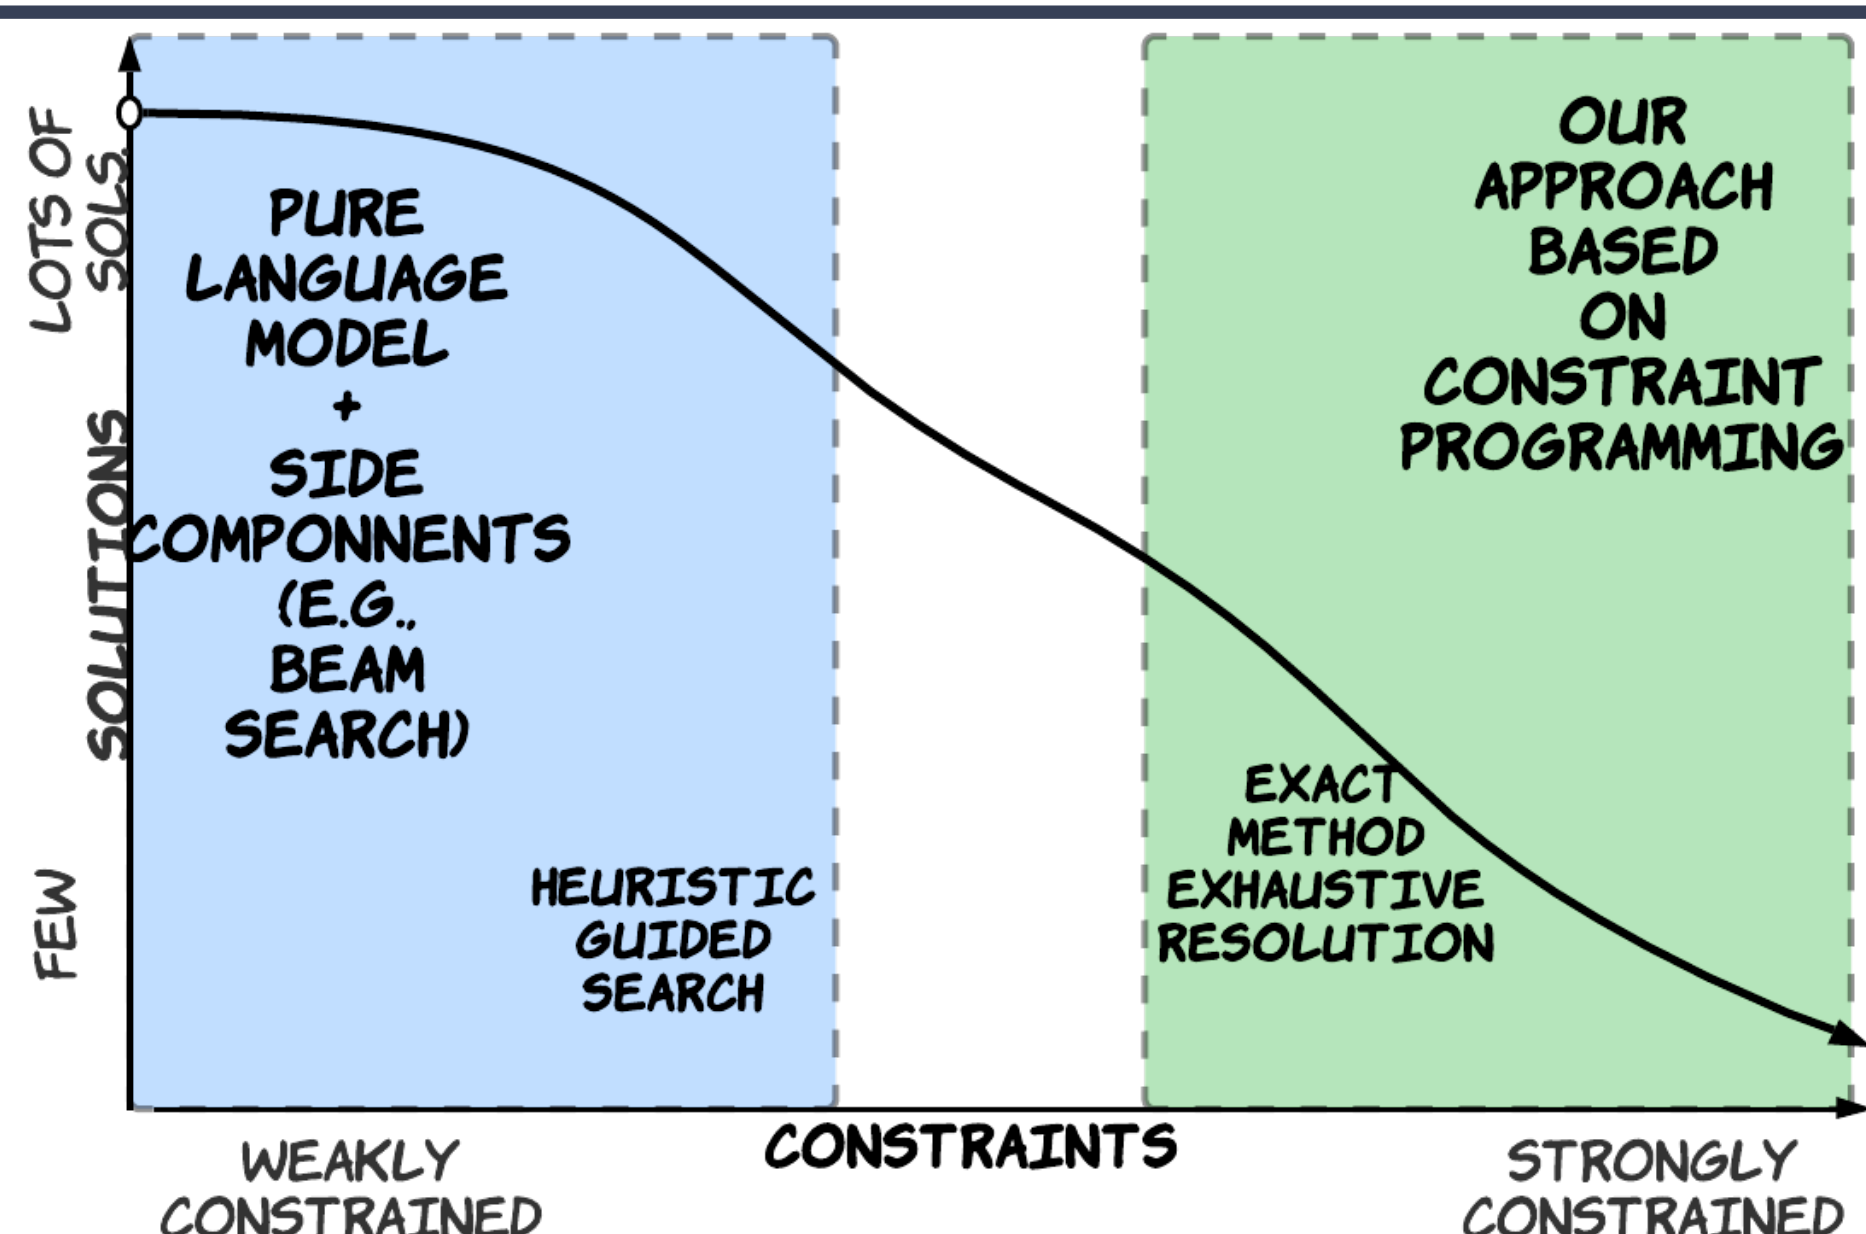 LOTS OF
SOLS.
SOLUTIONS
FEW
PURE
LANGUAGE
MODEL
+
SIDE
COMPONNENTS
(E.G.,
BEAM
SEARCH)
HEURISTIC
GUIDED
SEARCH
OUR
APPROACH
BASED
ON
CONSTRAINT
PROGRAMMING
EXACT
METHOD
EXHAUSTIVE
RESOLUTION
WEAKLY
CONSTRAINED
CONSTRAINTS
STRONGLY
CONSTRAINED